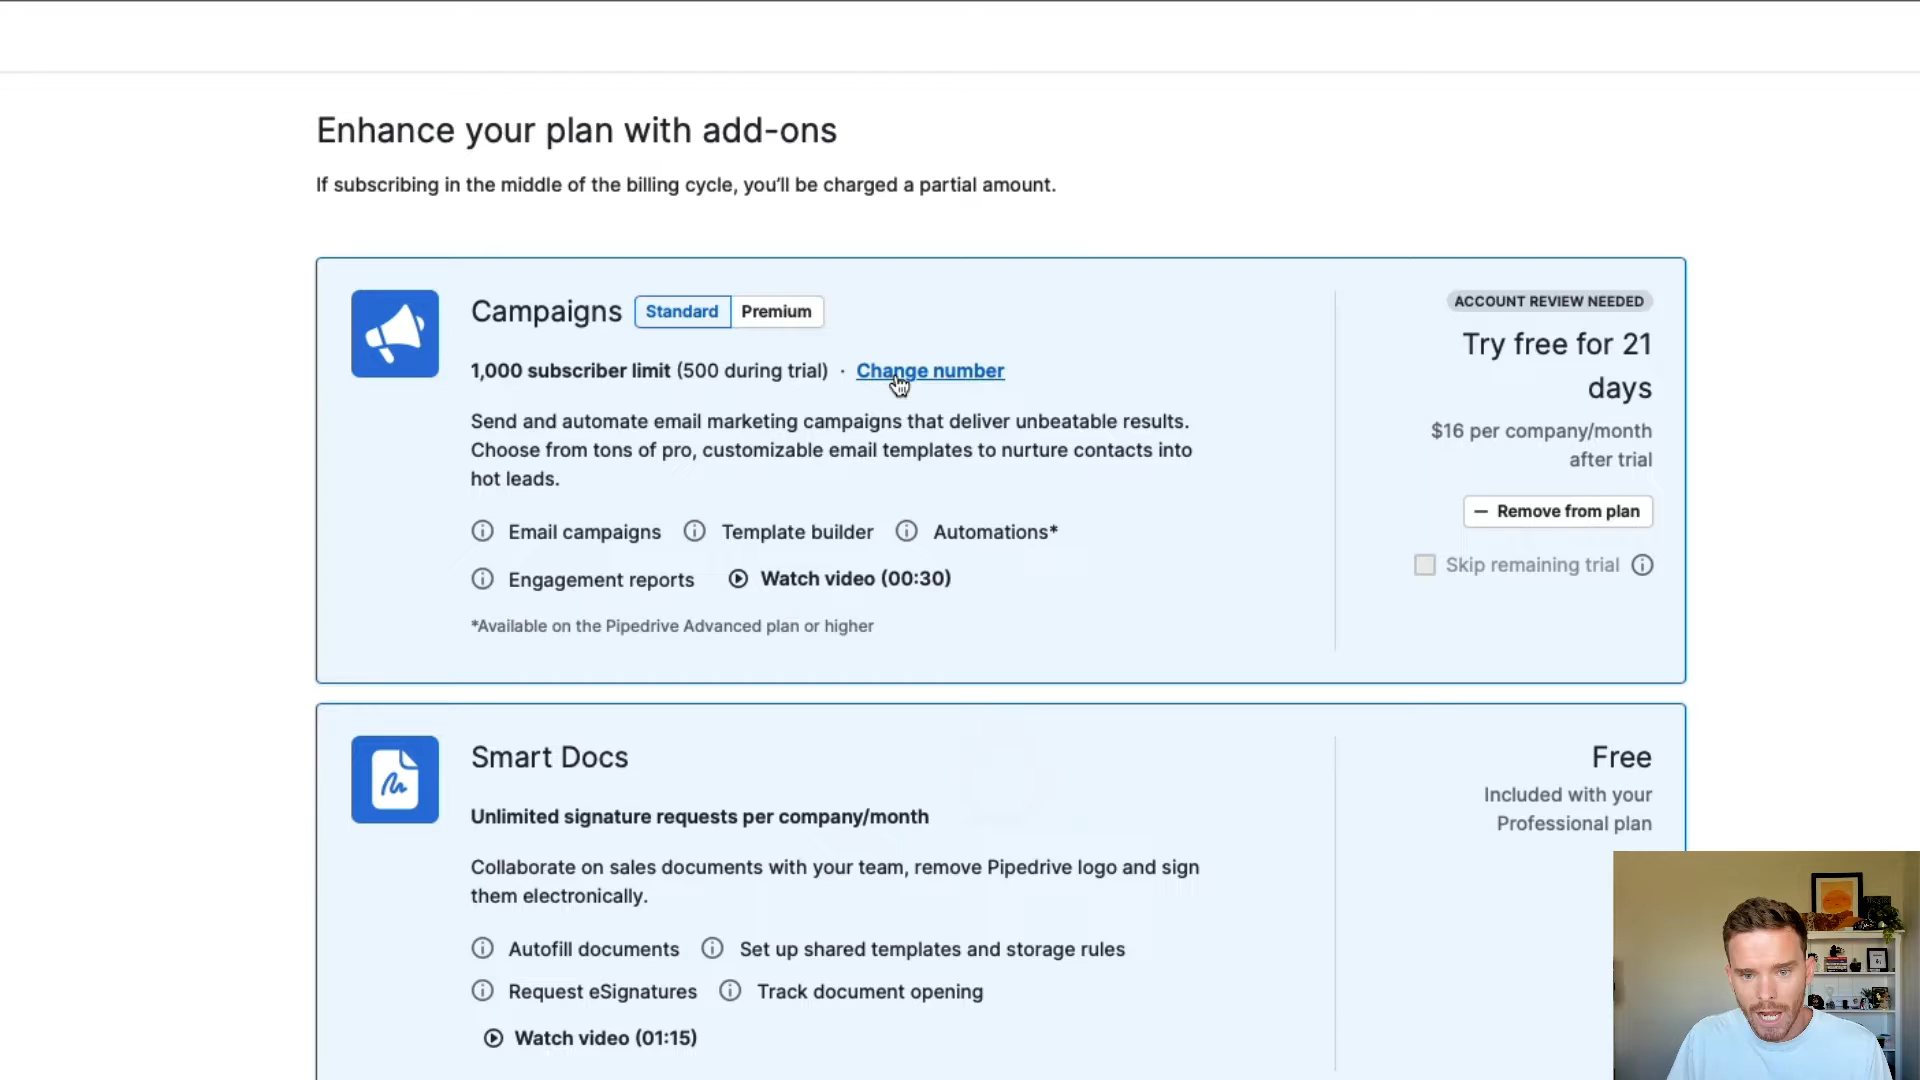 Enhance your plan with add-ons
If subscribing in the middle of the billing cycle, you'll be charged a partial amount.
Campaigns Standard Premium
1,000 subscriber limit (500 during trial) · Change number
Send and automate email marketing campaigns that deliver unbeatable results.
Choose from tons of pro, customizable email templates to nurture contacts into
hot leads.
Email campaigns Template builder Automations*
Engagement reports Watch video (00:30)
*Available on the Pipedrive Advanced plan or higher
ACCOUNT REVIEW NEEDED
Try free for 21
days
$16 per company/month
after trial
Remove from plan
Skip remaining trial
Smart Docs
Unlimited signature requests per company/month
Collaborate on sales documents with your team, remove Pipedrive logo and sign
them electronically.
Autofill documents Set up shared templates and storage rules
Request eSignatures Track document opening
Watch video (01:15)
Free
Included with your
Professional plan